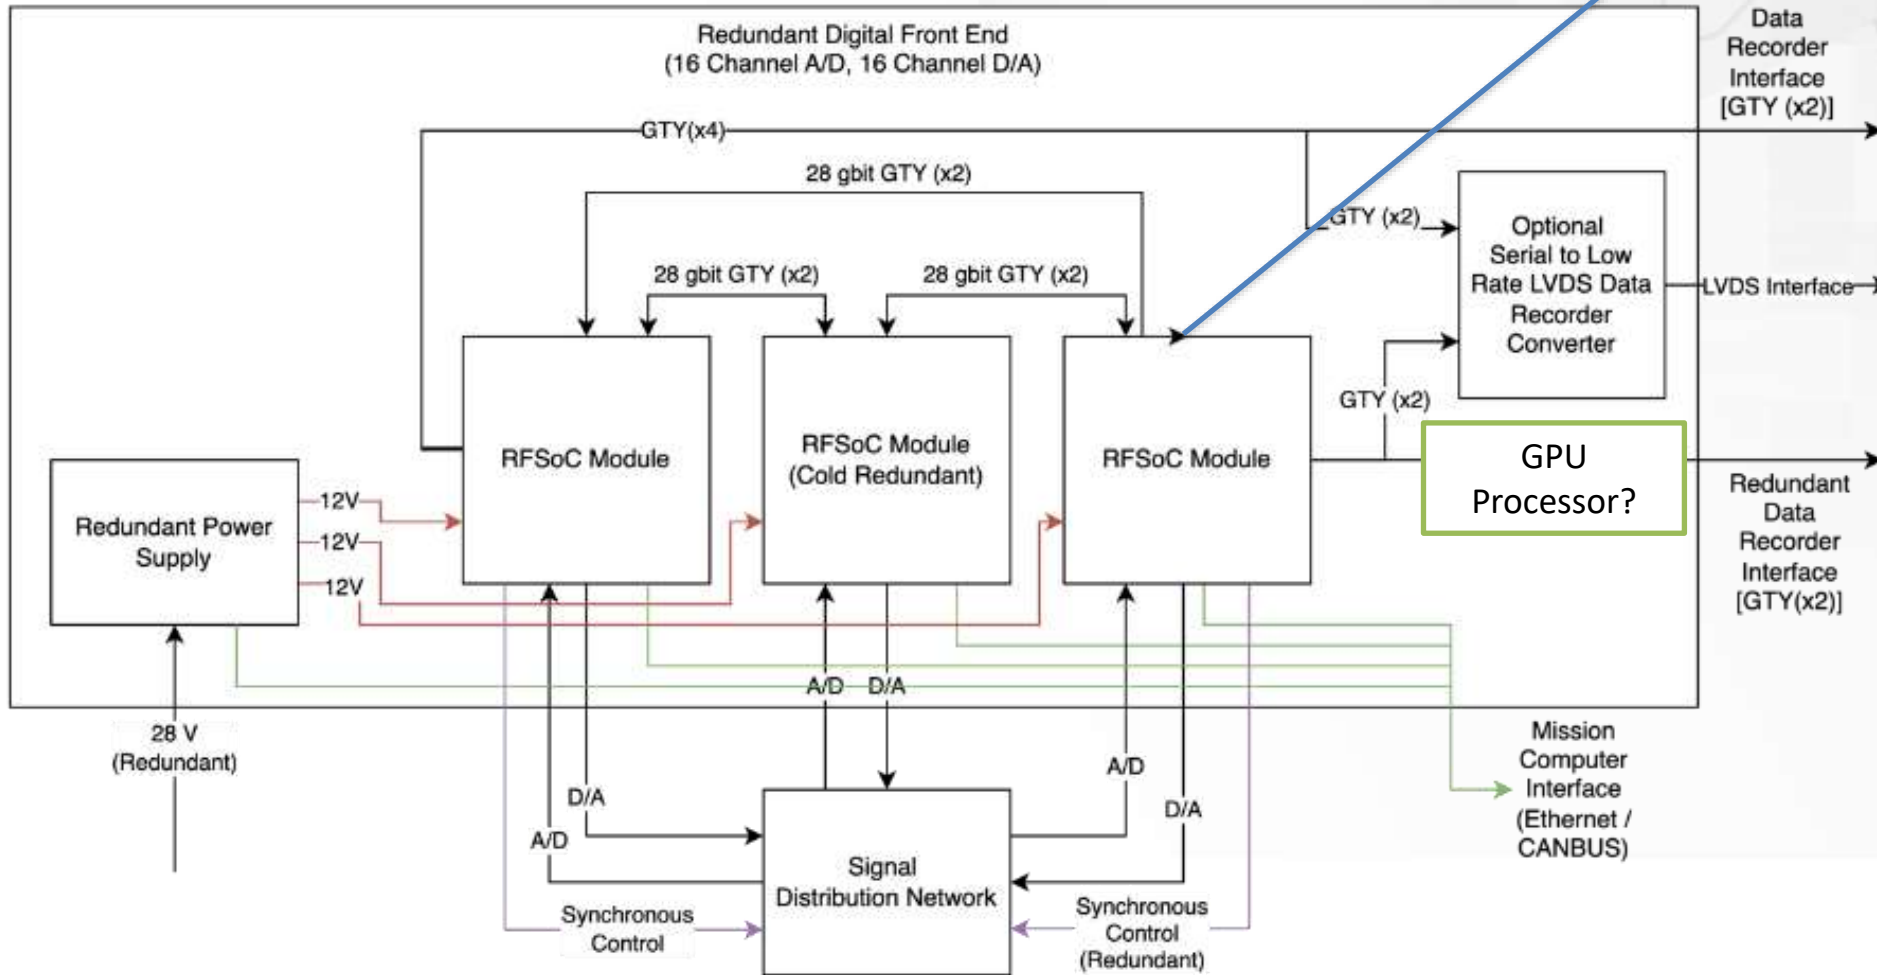 Redundant Digital Front End
(16 Channel A/D, 16 Channel D/A)
Data
Recorder
Interface
[GTY (x2)]
GTY(x4)
28 gbit GTY (x2)
GTY (x2)
28 gbit GTY (x2)
28 gbit GTY (x2)
Optional
Serial to Low
Rate LVDS Data
Recorder
Converter
LVDS Interface
GTY (x2)
RFSoC Module
RFSoC Module
(Cold Redundant)
RFSoC Module
GPU
Processor?
Redundant
Data
Recorder
Interface
[GTY(x2)]
Redundant Power
Supply
12V
12V
12V
A/D
D/A
28 V
(Redundant)
Mission
Computer
Interface
(Ethernet /
CANBUS)
A/D
D/A
D/A
A/D
Signal
Distribution Network
Synchronous
Control
Synchronous
Control
(Redundant)